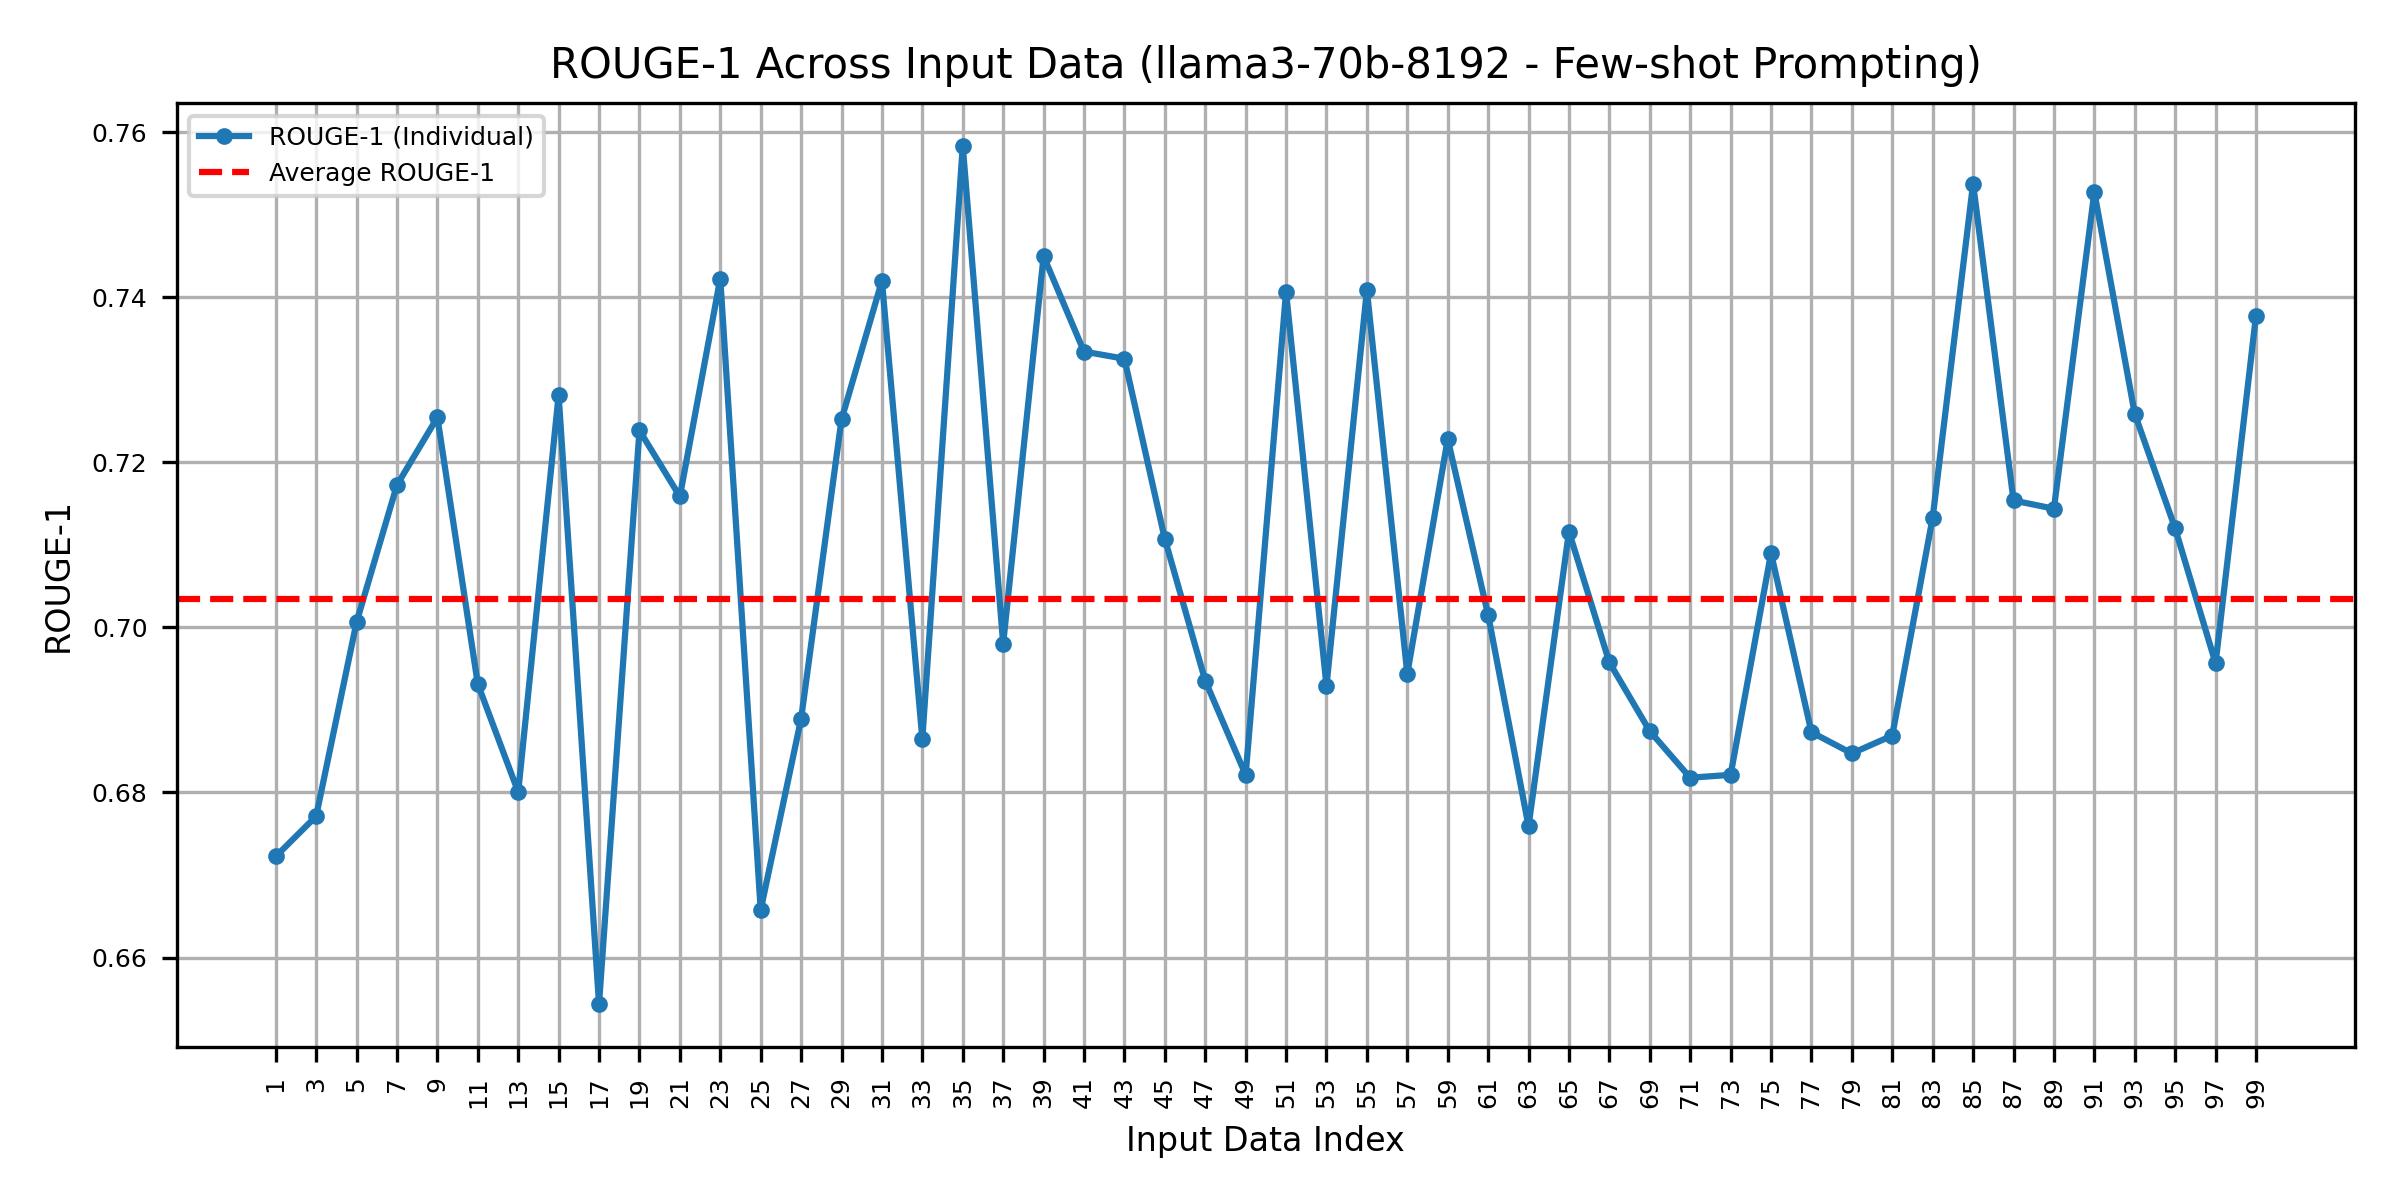 ROUGE-1 Across Input Data (llama3-70b-8192 - Few-shot Prompting)
ROUGE-1 (Individual)
Average ROUGE-1
0.76
0.74
0.72
0.70
0.68
0.66
ROUGE-1
1 3 5 7 9 11 13 15 17 19 21 23 25 27 29 31 33 35 37 39 41 43 45 47 49 51 53 55 57 59 61 63 65 67 69 71 73 75 77 79 81 83 85 87 89 91 93 95 97 99
Input Data Index